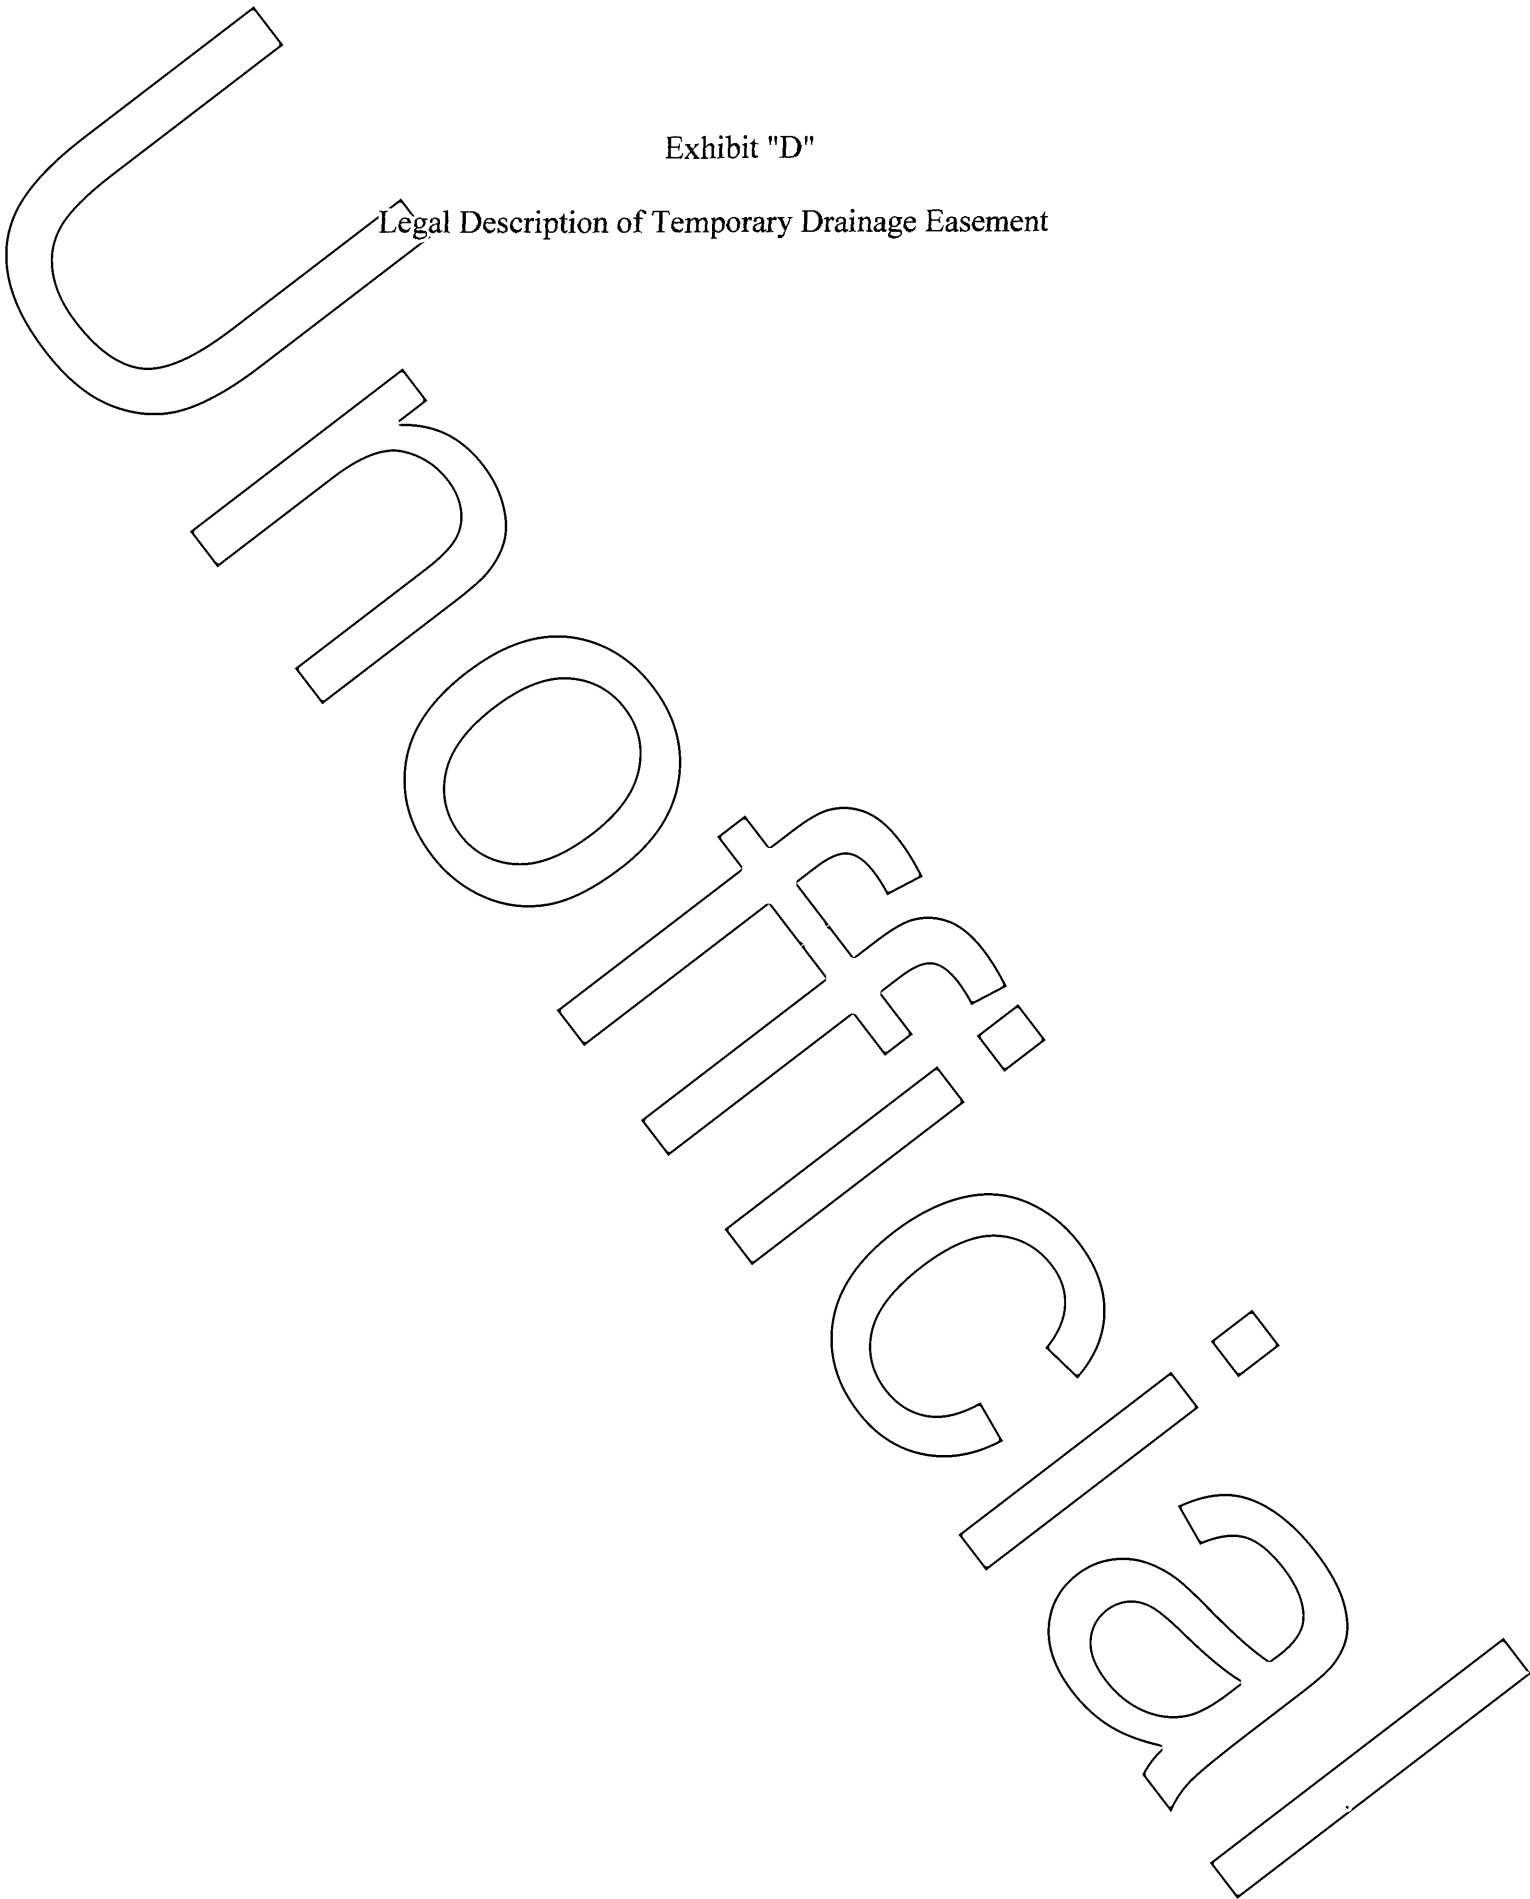 Exhibit "D"
Legal Description of Temporary Drainage Easement
Unofficial